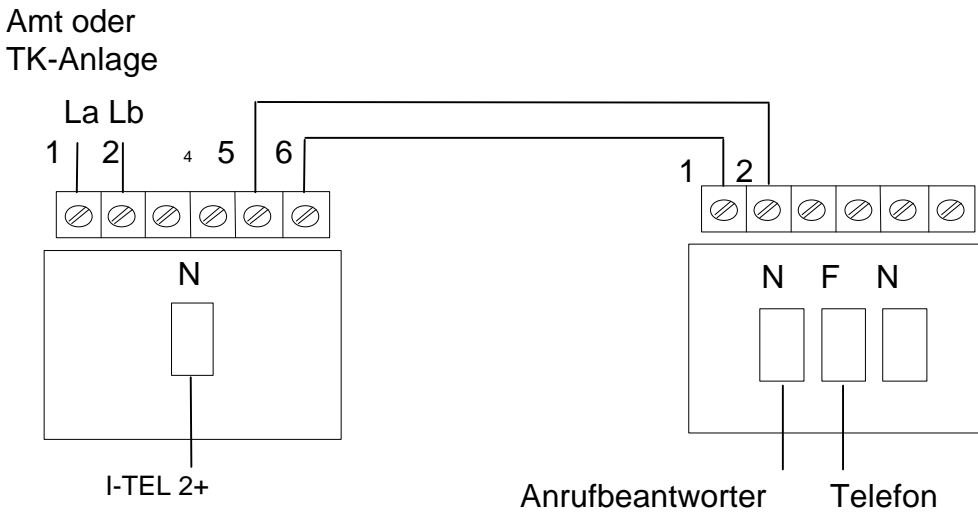 Amt oder
TK-Anlage
La Lb
1 2 4 5 6
1 2
N
N F N
I-TEL 2+
Anrufbeantworter Telefon